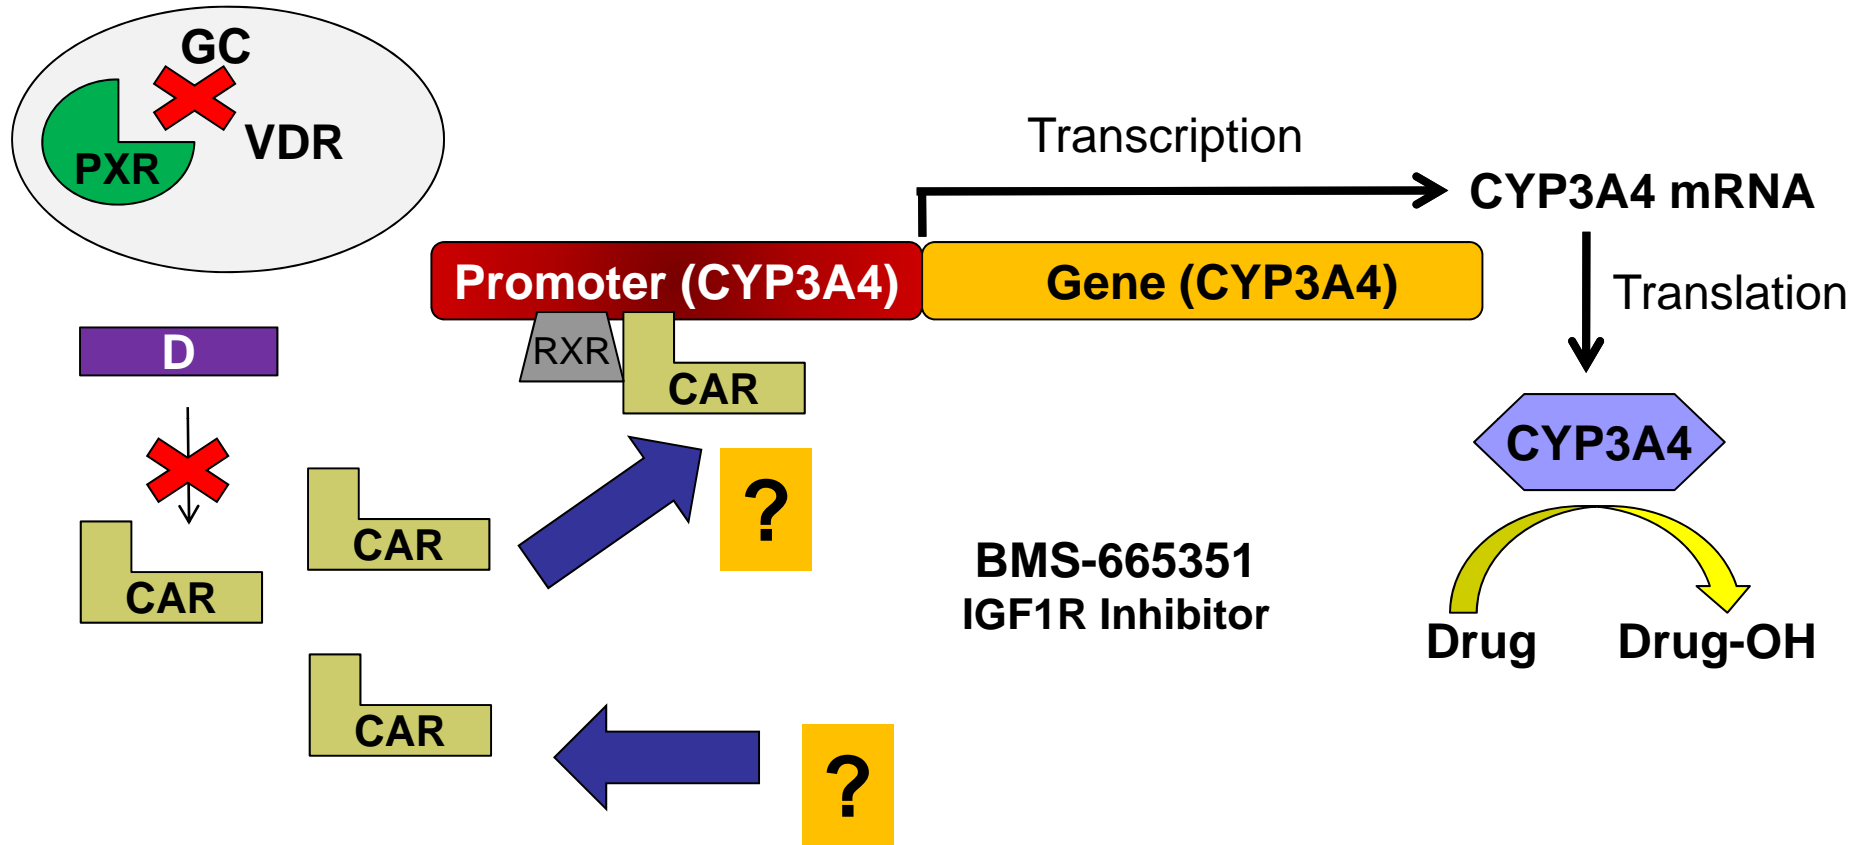 GC
PXR
VDR
Transcription
CYP3A4 mRNA
Promoter (CYP3A4)
Gene (CYP3A4)
Translation
D
RXR
CAR
CYP3A4
?
CAR
CAR
BMS-665351
IGF1R Inhibitor
Drug
Drug-OH
CAR
?